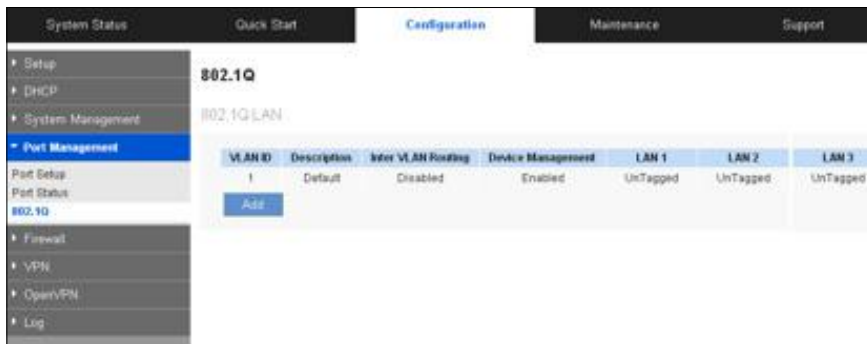 System Status Quick Start Configuration Maintenance Support
Setup
DHCP
System Management
Port Management
Port Setup
Port Status
802.1Q
Firewall
VPN
OpenVPN
Log
802.1Q
802.1Q LAN
VLAN ID Description Inter VLAN Routing Device Management LAN 1 LAN 2 LAN 3
1 Default Disabled Enabled UnTagged UnTagged UnTagged
Add